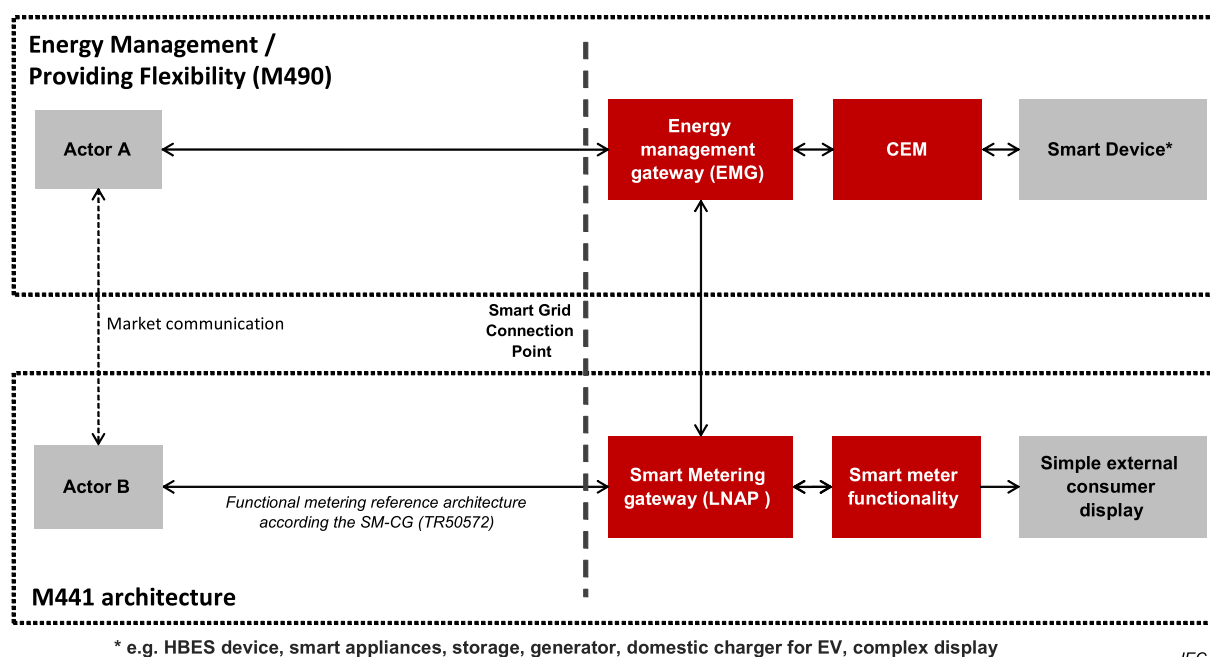 Energy Management /
Providing Flexibility (M490)
Actor A
Energy
management
gateway (EMG)
CEM
Smart Device*
Market communication
Smart Grid
Connection
Point
Actor B
Functional metering reference architecture
according the SM-CG (TR50572)
Smart Metering
gateway (LNAP )
Smart meter
functionality
Simple external
consumer
display
M441 architecture
* e.g. HBES device, smart appliances, storage, generator, domestic charger for EV, complex display
IEC